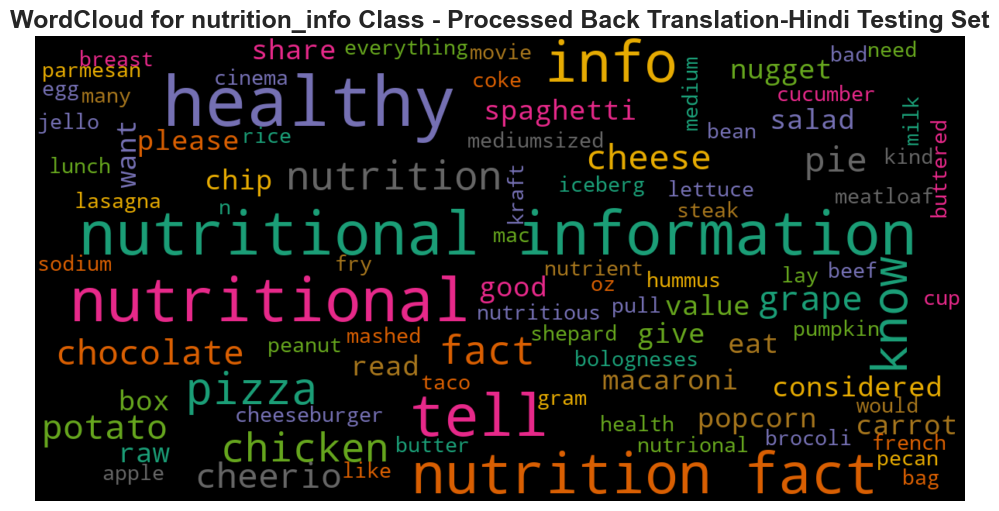 WordCloud for nutrition_info Class - Processed Back Translation-Hindi Testing Set
breast share everything movie info bad need
parmesan cinema healthy coke nugget
egg many spaghetti medium cucumber
jello want please rice mediumsized bean salad milk
lunch chip nutrition cheese pie kind buttered
lasagna n kraft iceberg lettuce meatloaf
steak
nutritional information
mac
sodium fry nutrient oz hummus lay beef know
nutritional good nutritious pull value grape cup
chocolate peanut mashed fact shepard give pumpkin
read bologneses eat
pizza taco macaroni considered
box cheeseburger tell gram would
potato health popcorn carrot
raw chicken butter nutrional brocoli french
apple cheerio like nutrition fact pecan
bag